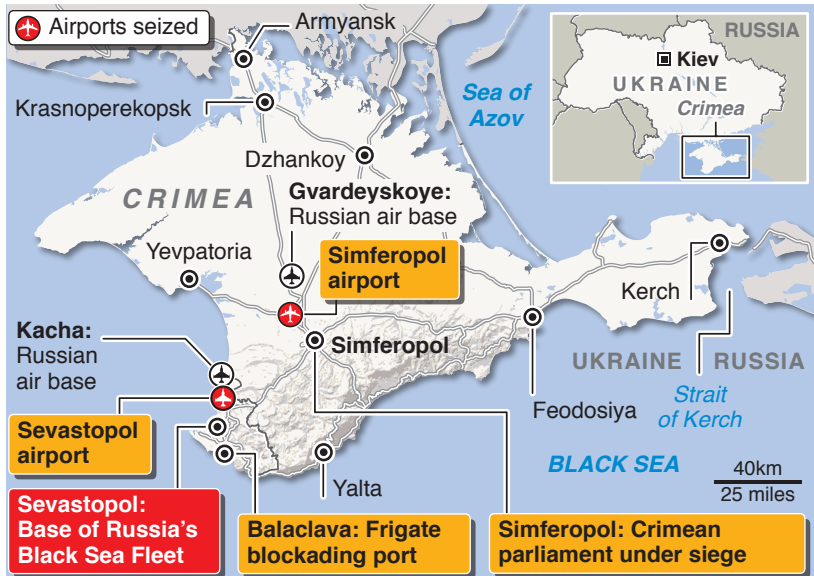 Airports seized
Armyansk
RUSSIA
Kiev
UKRAINE
Crimea
Krasnoperekopsk
Sea of
Azov
Dzhankoy
CRIMEA
Gvardeyskoye:
Russian air base
Yevpatoria
Simferopol
airport
Kerch
Kacha:
Russian
air base
Simferopol
UKRAINE
RUSSIA
Strait
of Kerch
Feodosiya
Sevastopol
airport
BLACK SEA
40km
25 miles
Yalta
Sevastopol:
Base of Russia's
Black Sea Fleet
Balaclava: Frigate
blockading port
Simferopol: Crimean
parliament under siege